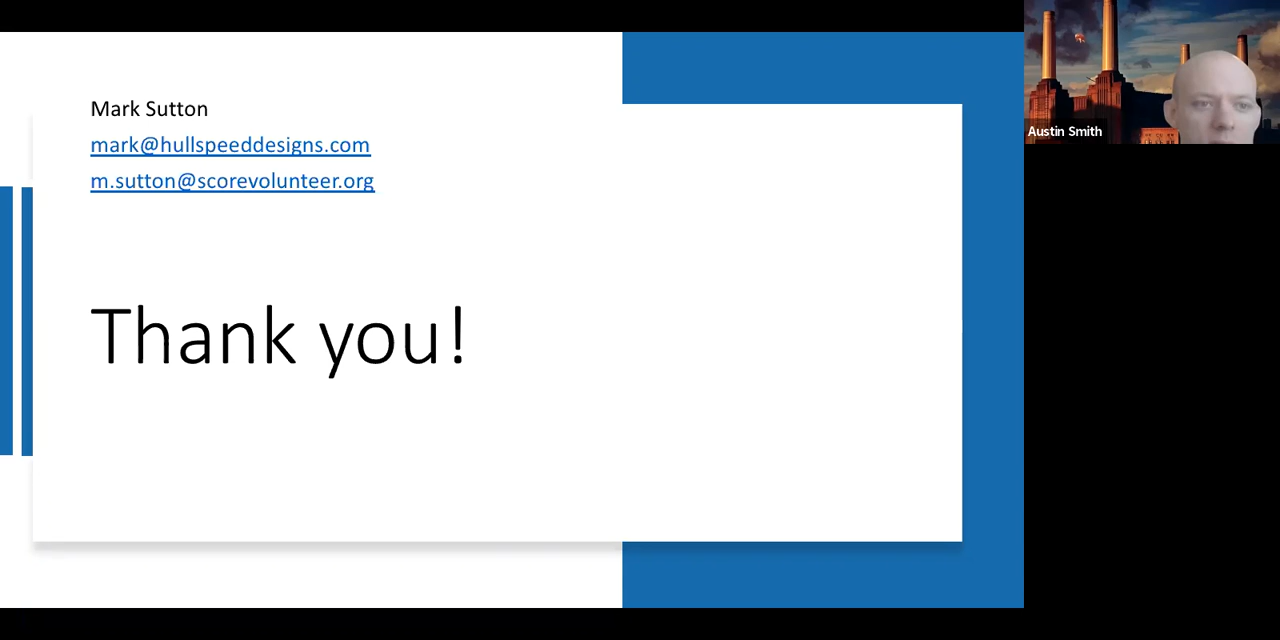 Mark Sutton
mark@hullspeeddesigns.com
m.sutton@scorevolunteer.org
Thank you!
Austin Smith